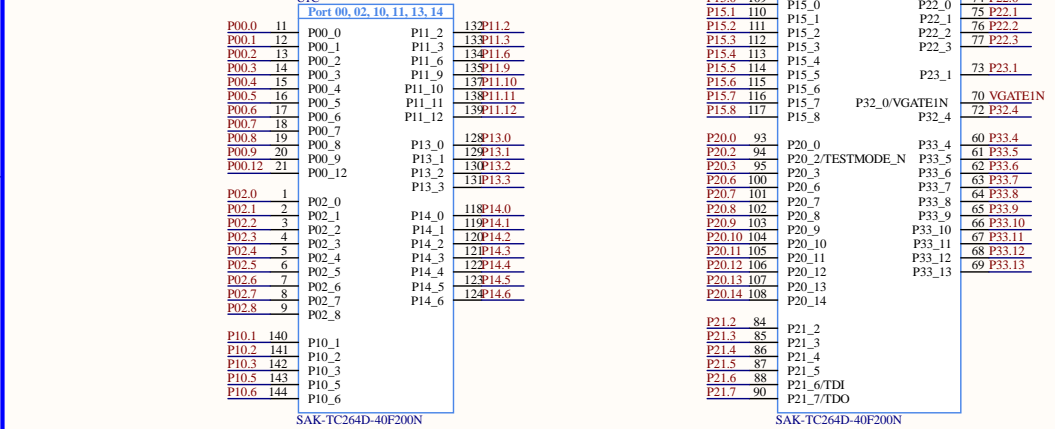 Port 00, 02, 10, 11, 13, 14
P00.0 11 P00_0 P11_2 132 P11.2
P00.1 12 P00_1 P11_3 133 P11.3
P00.2 13 P00_2 P11_6 134 P11.6
P00.3 14 P00_3 P11_9 135 P11.9
P00.4 15 P00_4 P11_10 137 P11.10
P00.5 16 P00_5 P11_11 138 P11.11
P00.6 17 P00_6 P11_12 139 P11.12
P00.7 18 P00_7
P00.8 19 P00_8 P13_0 128 P13.0
P00.9 20 P00_9 P13_1 129 P13.1
P00.12 21 P00_12 P13_2 130 P13.2
P13_3 131 P13.3
P02.0 1 P02_0
P02.1 2 P02_1 P14_0 118 P14.0
P02.2 3 P02_2 P14_1 119 P14.1
P02.3 4 P02_3 P14_2 120 P14.2
P02.4 5 P02_4 P14_3 121 P14.3
P02.5 6 P02_5 P14_4 122 P14.4
P02.6 7 P02_6 P14_5 123 P14.5
P02.7 8 P02_7 P14_6 124 P14.6
P02.8 9 P02_8
P10.1 140 P10_1
P10.2 141 P10_2
P10.3 142 P10_3
P10.5 143 P10_5
P10.6 144 P10_6
SAK-TC264D-40F200N
P15_0 P22_0
P15.1 110 P15_1 P22_1 75 P22.1
P15.2 111 P15_2 P22_2 76 P22.2
P15.3 112 P15_3 P22_3 77 P22.3
P15.4 113 P15_4
P15.5 114 P15_5 P23_1 73 P23.1
P15.6 115 P15_6
P15.7 116 P15_7 P32_0/VGATE1N 70 VGATE1N
P15.8 117 P15_8 P32_4 72 P32.4
P20.0 93 P20_0 P33_4 60 P33.4
P20.2 94 P20_2/TESTMODE_N P33_5 61 P33.5
P20.3 95 P20_3 P33_6 62 P33.6
P20.6 100 P20_6 P33_7 63 P33.7
P20.7 101 P20_7 P33_8 64 P33.8
P20.8 102 P20_8 P33_9 65 P33.9
P20.9 103 P20_9 P33_10 66 P33.10
P20.10 104 P20_10 P33_11 67 P33.11
P20.11 105 P20_11 P33_12 68 P33.12
P20.12 106 P20_12 P33_13 69 P33.13
P20.13 107 P20_13
P20.14 108 P20_14
P21.2 84 P21_2
P21.3 85 P21_3
P21.4 86 P21_4
P21.5 87 P21_5
P21.6 88 P21_6/TDI
P21.7 90 P21_7/TDO
SAK-TC264D-40F200N